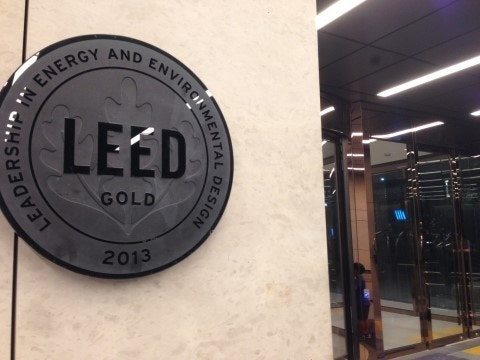 LEADERSHIP IN ENERGY AND ENVIRONMENTAL DESIGN
LEED
GOLD
2013